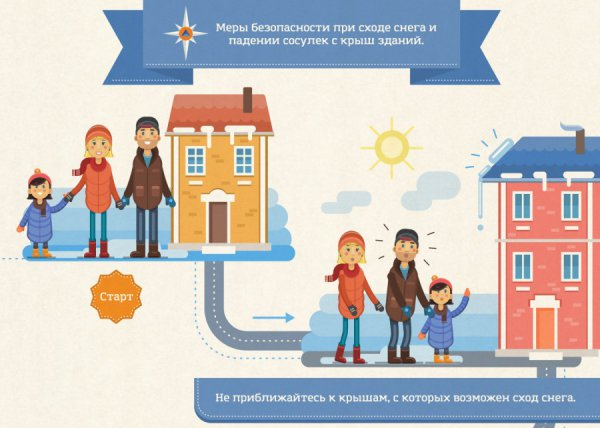 Меры безопасности при сходе снега и
падении сосулек с крыш зданий.
Старт
Не приближайтесь к крышам, с которых возможен сход снега.